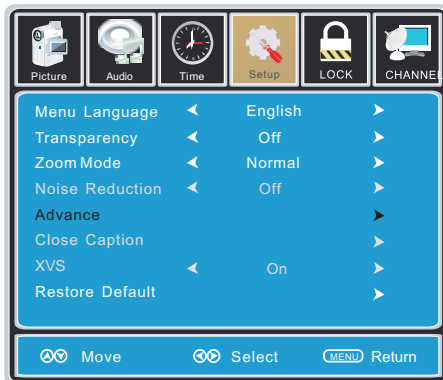 Picture Audio Time Setup LOCK CHANNEL
Menu Language English
Transparency Off
Zoom Mode Normal
Noise Reduction Off
Advance
Close Caption
XVS On
Restore Default
Move Select MENU Return